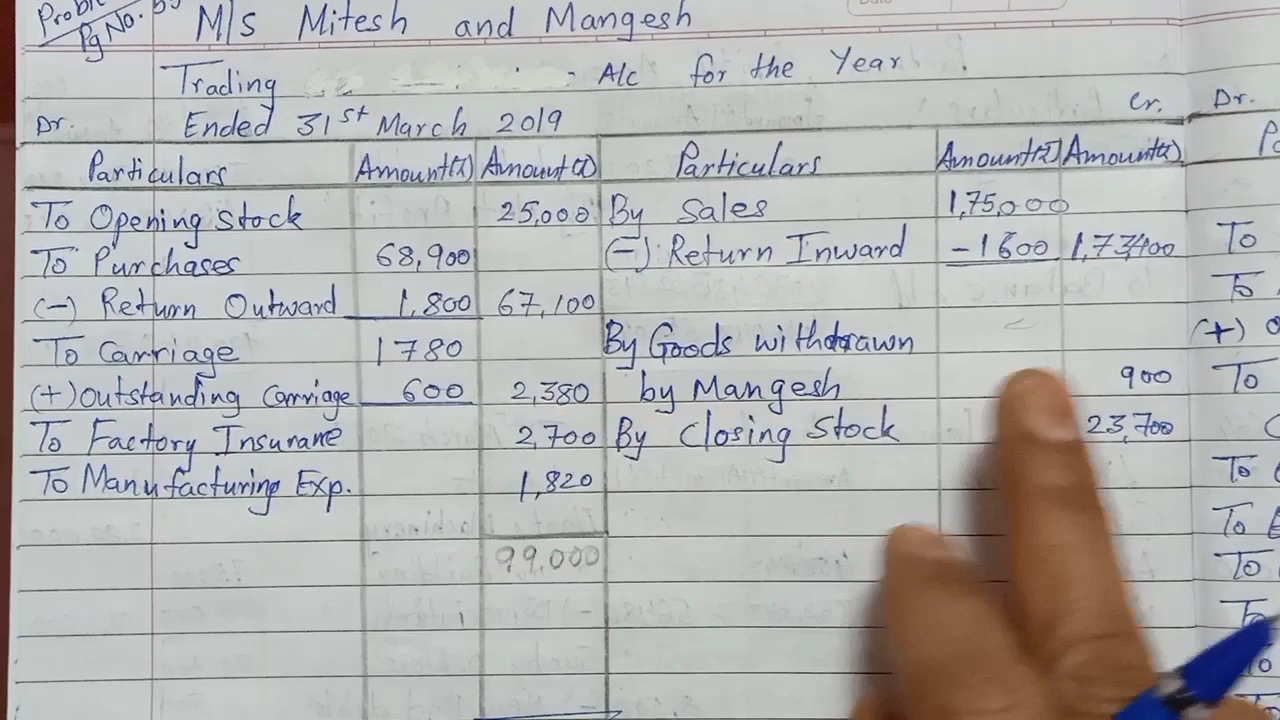 Pg No.
M/s Mitesh and Mangesh
Trading A/c for the Year
Dr. Ended 31st March 2019 Cr.
Particulars Amount(₹) Amount(₹) Particulars Amount(₹) Amount(₹)
To Opening Stock 25,000 By Sales 1,75,000
To Purchases 68,900 (-) Return Inward -1600 1,73,400
(-) Return Outward 1,800 67,100
To Carriage 1780 By Goods withdrawn
(+) Outstanding Carriage 600 2,380 by Mangesh 900
To Factory Insurane 2,700 By Closing Stock 23,700
To Manufacturing Exp. 1,820
99,000
Dr.
To
To
(+)
To
To
To
To